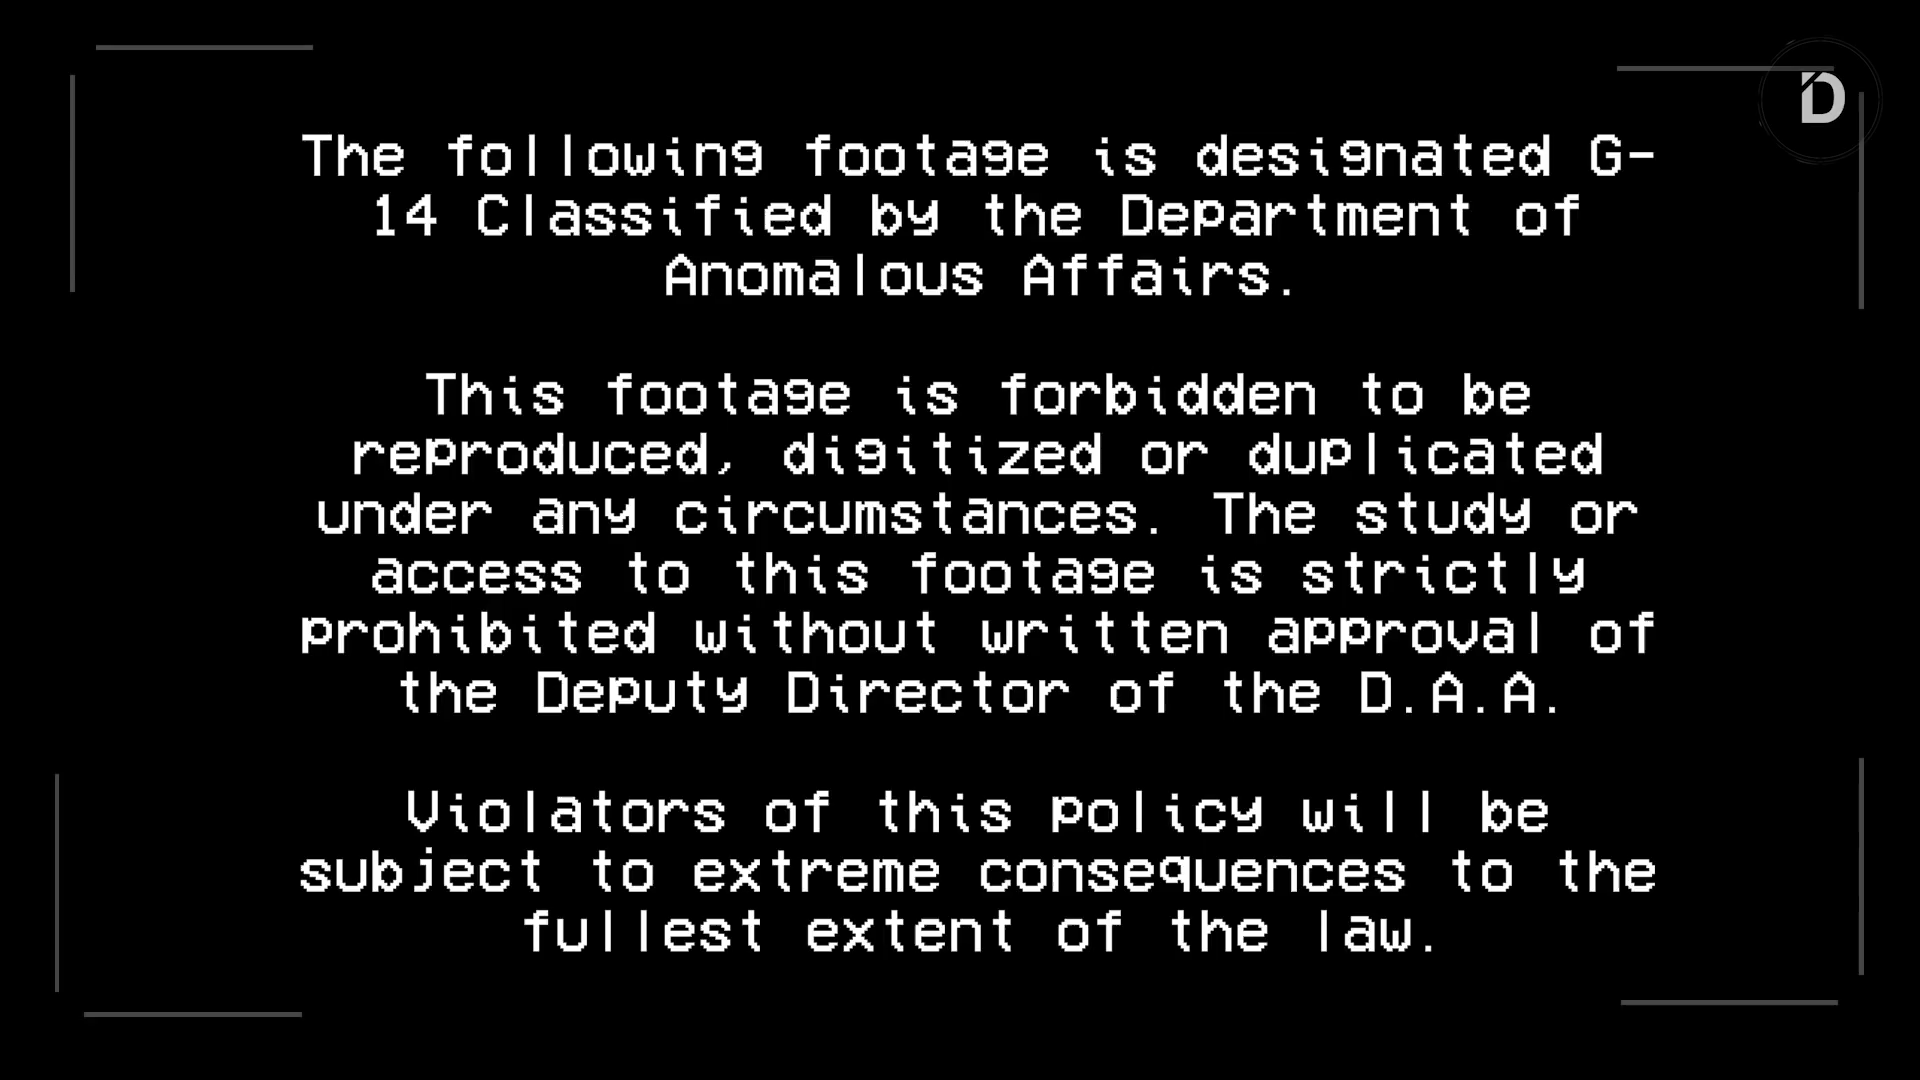 The following footage is designated G-
14 Classified by the Department of
Anomalous Affairs.
This footage is forbidden to be
reproduced, digitized or duplicated
under any circumstances. The study or
access to this footage is strictly
prohibited without written approval of
the Deputy Director of the D.A.A.
Violators of this policy will be
subject to extreme consequences to the
fullest extent of the law.
D